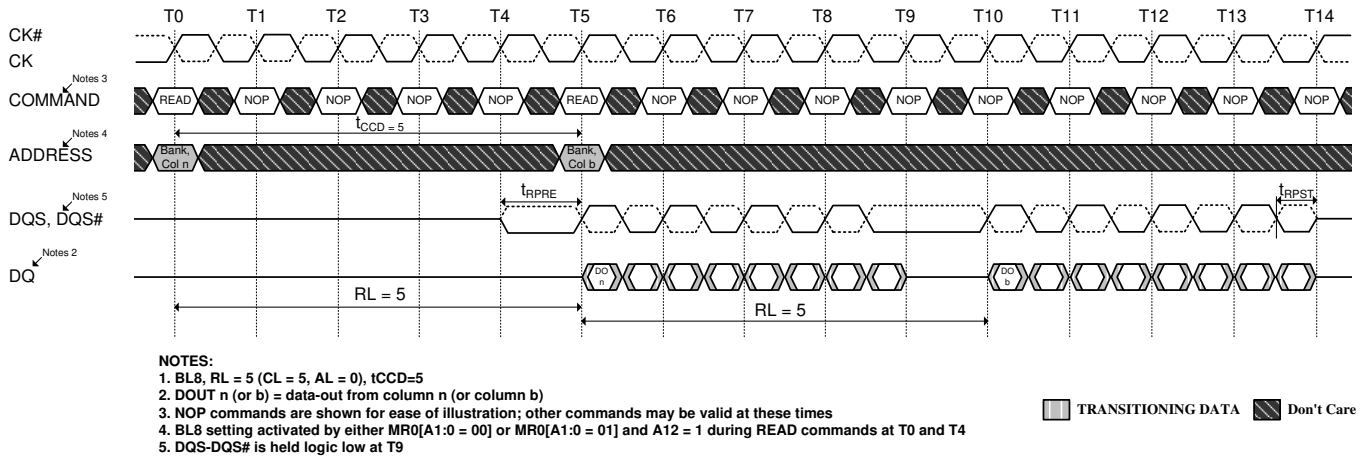 T0 T1 T2 T3 T4 T5 T6 T7 T8 T9 T10 T11 T12 T13 T14
CK#
CK
Notes 3
COMMAND READ NOP NOP NOP NOP READ NOP NOP NOP NOP NOP NOP NOP NOP NOP
tCCD = 5
Notes 4
ADDRESS
Bank, Col n
Bank, Col b
Notes 5
DQS, DQS#
tRPRE
tRPST
Notes 2
DQ
DO n
DO b
RL = 5
RL = 5
NOTES:
1. BL8, RL = 5 (CL = 5, AL = 0), tCCD=5
2. DOUT n (or b) = data-out from column n (or column b)
3. NOP commands are shown for ease of illustration; other commands may be valid at these times
4. BL8 setting activated by either MR0[A1:0 = 00] or MR0[A1:0 = 01] and A12 = 1 during READ commands at T0 and T4
5. DQS-DQS# is held logic low at T9
TRANSITIONING DATA
Don't Care